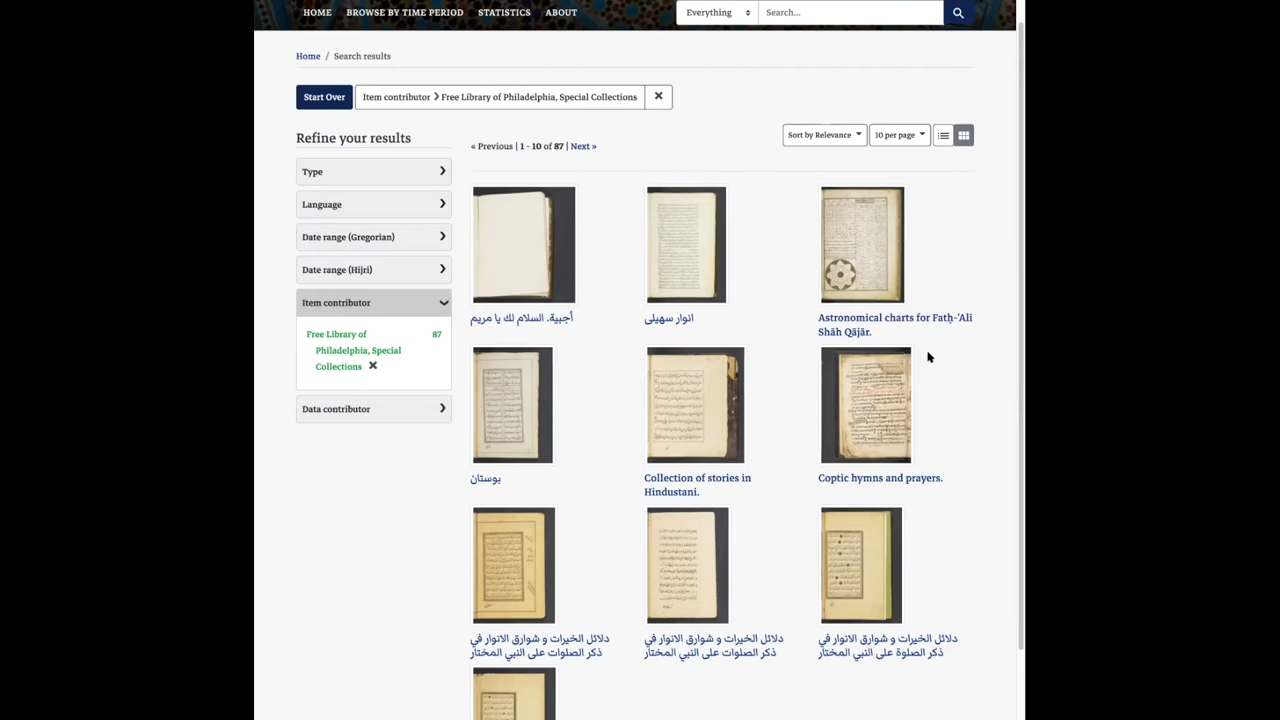 HOME BROWSE BY TIME PERIOD STATISTICS ABOUT Everything Search...
Home / Search results
Start Over Item contributor ❯ Free Library of Philadelphia, Special Collections ✕
Refine your results
Sort by Relevance 10 per page
« Previous | 1 - 10 of 87 | Next »
Type
Language
Date range (Gregorian)
Date range (Hijri)
Item contributor
Free Library of 87
Philadelphia, Special
Collections ✕
Data contributor
أجبية. السلام لك يا مريم
انوار سهیلی
Astronomical charts for Fatḥ-ʻAlī
Shāh Qājār.
بوستان
Collection of stories in
Hindustani.
Coptic hymns and prayers.
دلائل الخيرات و شوارق الانوار في
ذكر الصلوات على النبي المختار
دلائل الخيرات و شوارق الانوار في
ذكر الصلوات على النبي المختار
دلائل الخيرات و شوارق الانوار في
ذكر الصلوة على النبي المختار